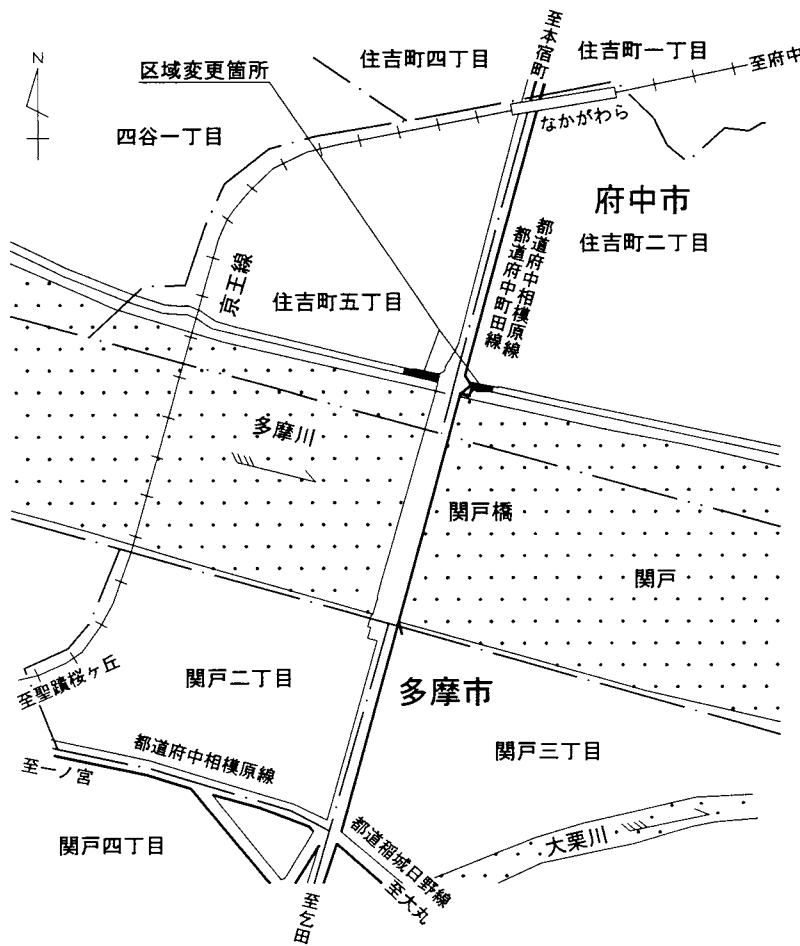 至本宿町
住吉町一丁目
住吉町四丁目
至府中
区域変更箇所
N
なかがわら
四谷一丁目
府中市
住吉町二丁目
都道府中相模原線
都道府中町田線
京王線
住吉町五丁目
多摩川
関戸橋
関戸
関戸二丁目
多摩市
至聖蹟桜ヶ丘
都道府中相模原線
関戸三丁目
至一ノ宮
関戸四丁目
都道稲城日野線
至大丸
大栗川
至乞田